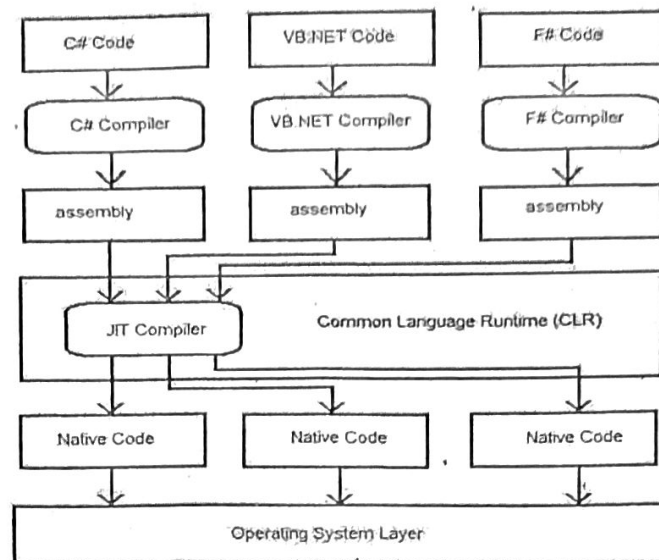 C# Code
VB.NET Code
F# Code
C# Compiler
VB.NET Compiler
F# Compiler
assembly
assembly
assembly
JIT Compiler
Common Language Runtime (CLR)
Native Code
Native Code
Native Code
Operating System Layer